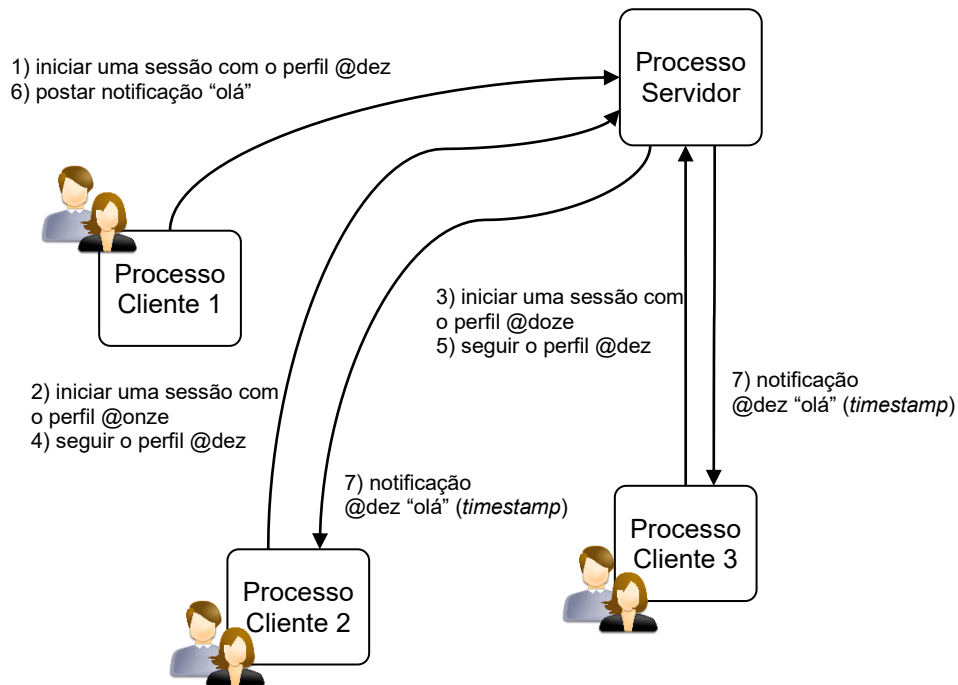 1) iniciar uma sessão com o perfil @dez
6) postar notificação “olá”
Processo
Servidor
Processo
Cliente 1
3) iniciar uma sessão com
o perfil @doze
5) seguir o perfil @dez
2) iniciar uma sessão com
o perfil @onze
4) seguir o perfil @dez
7) notificação
@dez “olá” (timestamp)
7) notificação
@dez “olá” (timestamp)
Processo
Cliente 3
Processo
Cliente 2